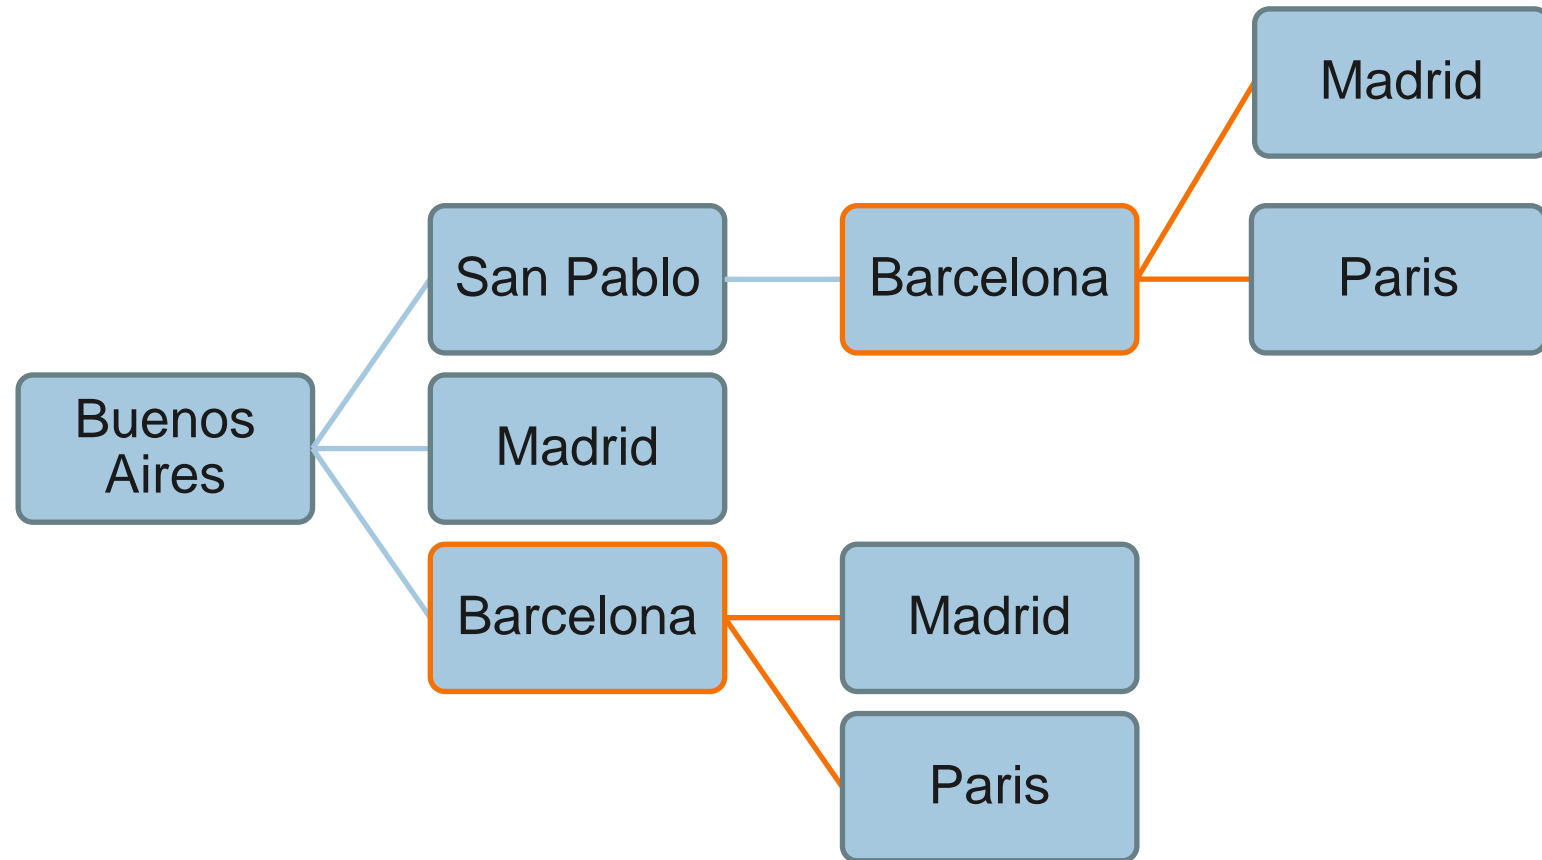 Madrid
San Pablo
Barcelona
Paris
Buenos
Aires
Madrid
Barcelona
Madrid
Paris